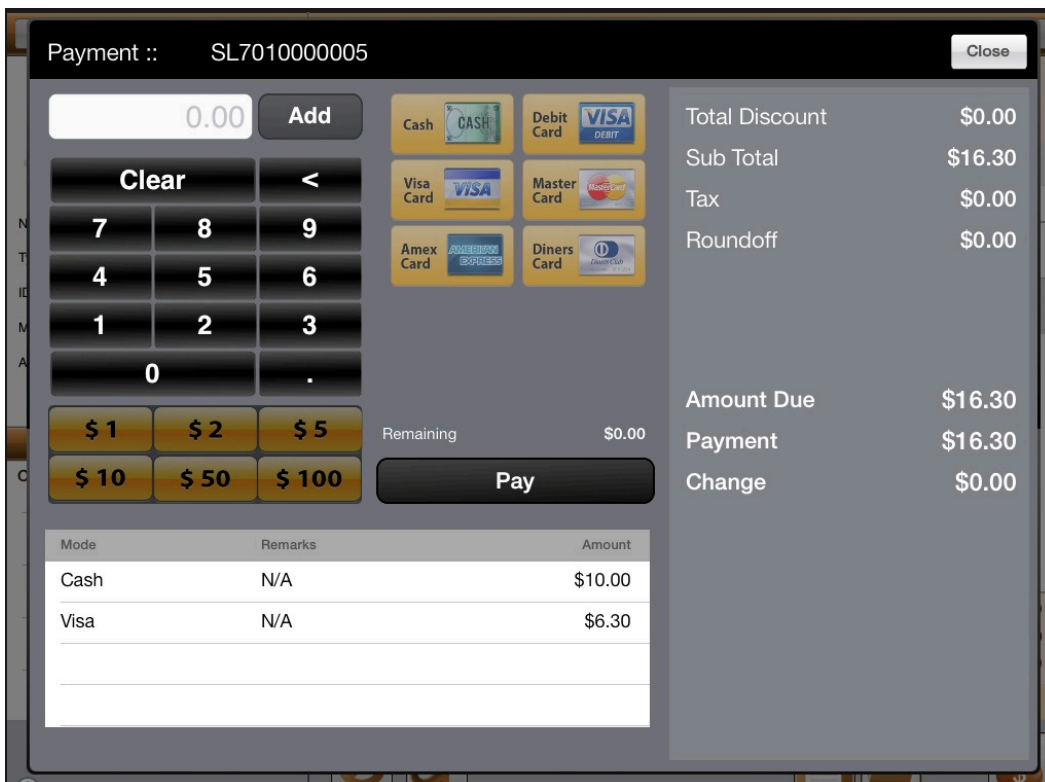 Payment :: SL7010000005 Close
0.00 Add
Clear <
7 8 9
4 5 6
1 2 3
0 .
$ 1 $ 2 $ 5
$ 10 $ 50 $ 100
Cash CASH
Debit Card VISA DEBIT
Visa Card VISA
Master Card MasterCard
Amex Card AMERICAN EXPRESS
Diners Card Diners Club
Remaining $0.00
Pay
Mode Remarks Amount
Cash N/A $10.00
Visa N/A $6.30
Total Discount $0.00
Sub Total $16.30
Tax $0.00
Roundoff $0.00
Amount Due $16.30
Payment $16.30
Change $0.00